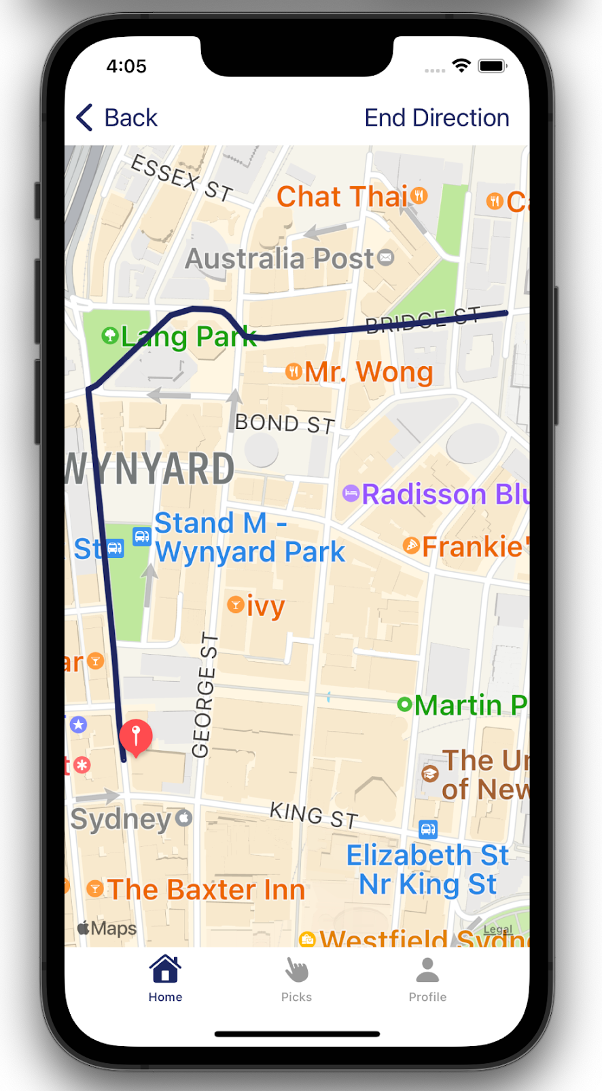 4:05
Back
End Direction
ESSEX ST
Chat Thai
Australia Post
BRIDGE ST
Lang Park
Mr. Wong
BOND ST
WYNYARD
Radisson Blu
Stand M -
Wynyard Park
St
Frankie'
ivy
ar
GEORGE ST
Martin P
The Un
of New
Sydney
KING ST
Elizabeth St
Nr King St
The Baxter Inn
Maps
Legal
Westfield Sydne
Home
Picks
Profile